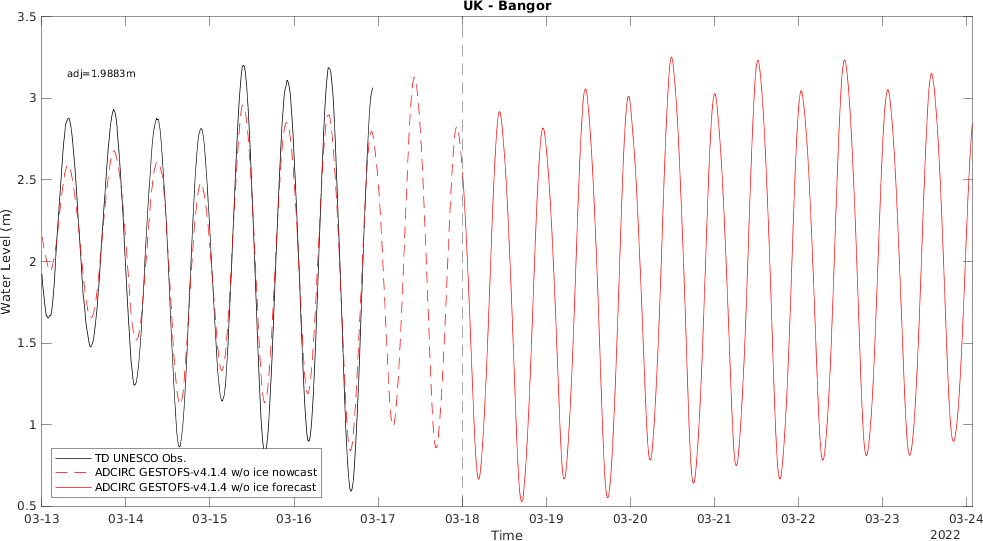 UK - Bangor
adj=1.9883m
3.5
3
2.5
2
1.5
1
0.5
Water Level (m)
TD UNESCO Obs.
ADCIRC GESTOFS-v4.1.4 w/o ice nowcast
ADCIRC GESTOFS-v4.1.4 w/o ice forecast
03-13 03-14 03-15 03-16 03-17 03-18 03-19 03-20 03-21 03-22 03-23 03-24
Time
2022